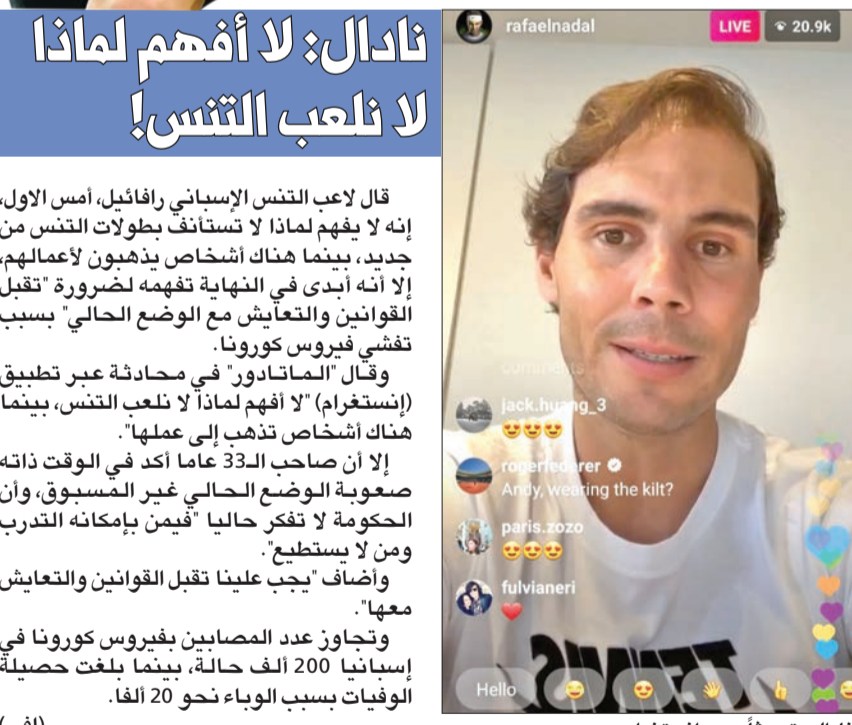 نادال: لا أفهم لماذا
لا نلعب التنس!
قال لاعب التنس الإسباني رافائيل، أمس الاول،
إنه لا يفهم لماذا لا تستأنف بطولات التنس من
جديد، بينما هناك أشخاص يذهبون لأعمالهم،
إلا أنه أبدى في النهاية تفهمه لضرورة "تقبل
القوانين والتعايش مع الوضع الحالي" بسبب
تفشي فيروس كورونا.
وقال "الماتادور" في محادثة عبر تطبيق
(إنستغرام) "لا أفهم لماذا لا نلعب التنس، بينما
هناك أشخاص تذهب إلى عملها".
إلا أن صاحب الـ33 عاما أكد في الوقت ذاته
صعوبة الوضع الحالي غير المسبوق، وأن
الحكومة لا تفكر حاليا "فيمن بإمكانه التدرب
ومن لا يستطيع".
وأضاف "يجب علينا تقبل القوانين والتعايش
معها".
وتجاوز عدد المصابين بفيروس كورونا في
إسبانيا 200 ألف حالة، بينما بلغت حصيلة
الوفيات بسبب الوباء نحو 20 ألفا.
rafaelnadal LIVE 20.9k
comments
jack.huang_3
😍😍😍
rogerfederer
Andy, wearing the kilt?
paris.zozo
😍😍😍
fulvianeri
❤️
TENNIS
Hello 😂 😍 👋 👍